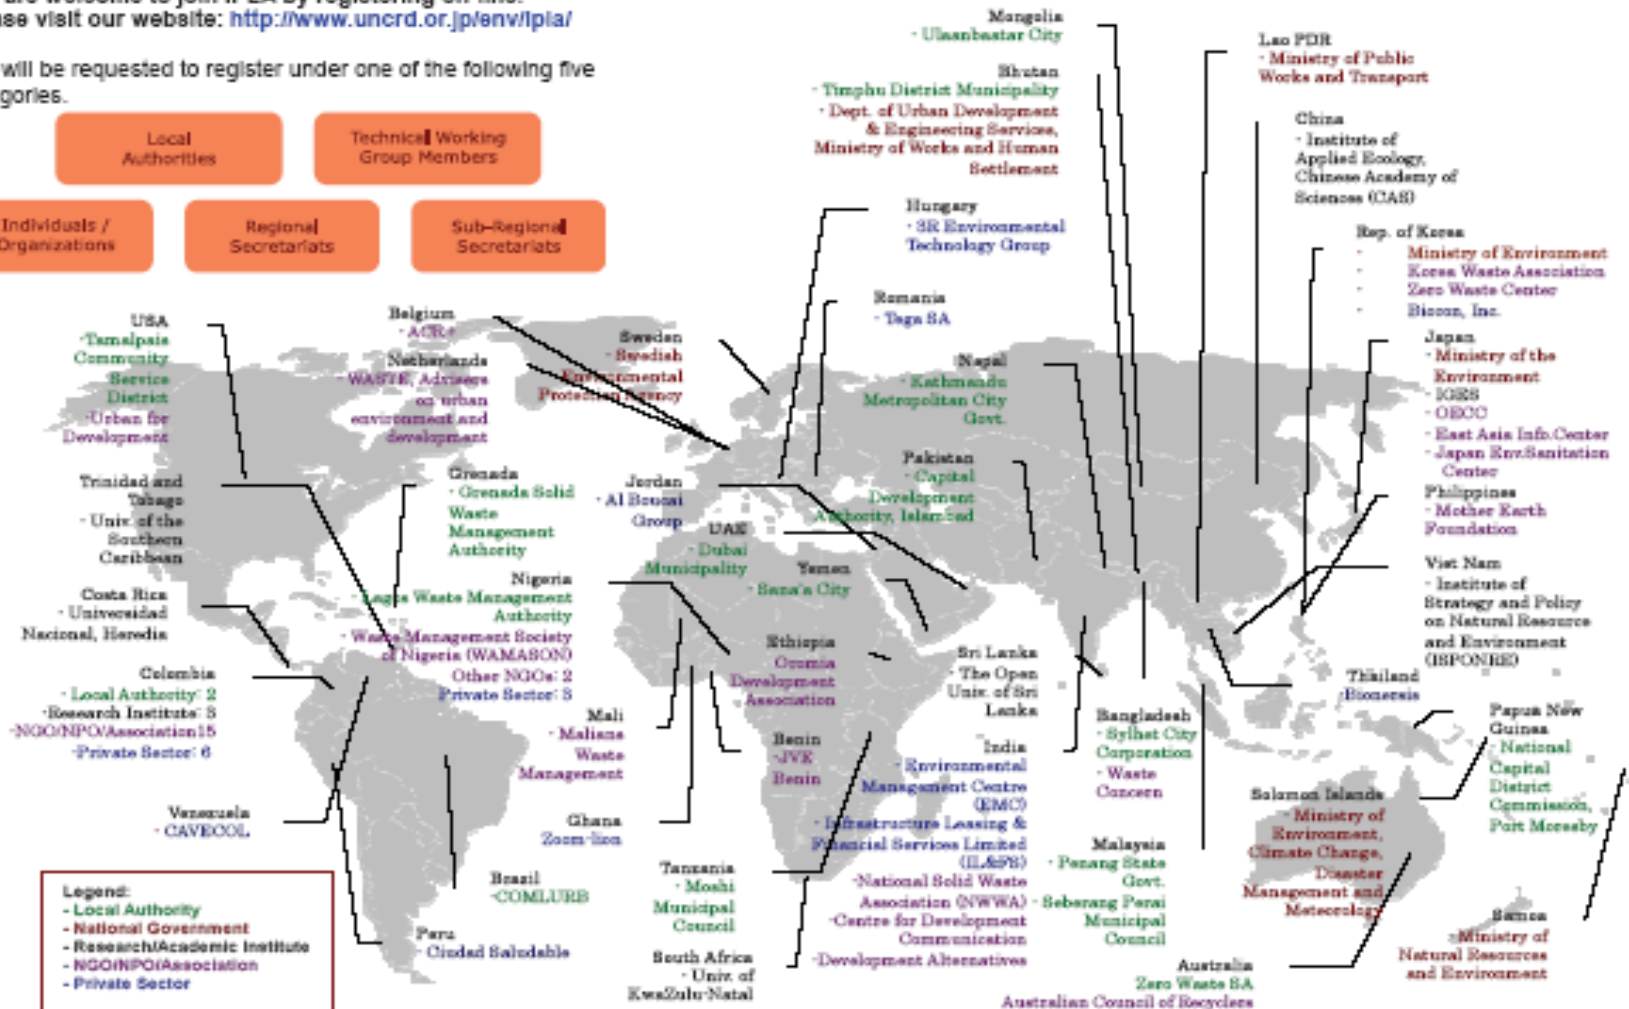 are welcome to join IPLA by registering on-line.
ase visit our website: http://www.uncrd.or.jp/env/ipla/
will be requested to register under one of the following five
gories.
Local
Authorities
Technical Working
Group Members
Individuals /
Organizations
Regional
Secretariats
Sub-Regional
Secretariats
Mongolia
- Ulaanbaatar City
Bhutan
- Timphu District Municipality
- Dept. of Urban Development
& Engineering Services,
Ministry of Works and Human
Settlement
Hungary
- 3R Environmental
Technology Group
Romania
- Taga SA
Lao PDR
- Ministry of Public
Works and Transport
China
- Institute of
Applied Ecology,
Chinese Academy of
Sciences (CAS)
Rep. of Korea
- Ministry of Environment
- Korea Waste Association
- Zero Waste Center
- Biocon, Inc.
Japan
- Ministry of the
Environment
- IGES
- OECC
- East Asia Info.Center
- Japan Env.Sanitation
Center
Philippines
- Mother Earth
Foundation
Viet Nam
- Institute of
Strategy and Policy
on Natural Resource
and Environment
(ISPONRE)
USA
-Tamalpais
Community
Service
District
-Urban for
Development
Belgium
- ACR+
Netherlands
- WASTE, Advisers
on urban
environment and
development
Sweden
- Swedish
Environmental
Protection Agency
Nepal
- Kathmandu
Metropolitan City
Govt.
Pakistan
- Capital
Development
Authority, Islambad
Trinidad and
Tobago
- Univ. of the
Southern
Caribbean
Grenada
- Grenada Solid
Waste
Management
Authority
Jordan
- Al Boucai
Group
UAE
- Dubai
Municipality
Yemen
- Sana'a City
Costa Rica
- Universidad
Nacional, Heredia
Nigeria
- Lagos Waste Management
Authority
- Waste Management Society
of Nigeria (WAMASON)
Other NGOs: 2
Private Sector: 3
Ethiopia
Oromia
Development
Association
Sri Lanka
- The Open
Univ. of Sri
Lanka
Thailand
-Bionersis
Colombia
- Local Authority: 2
-Research Institute: 3
-NGO/NPO/Association15
-Private Sector: 6
Mali
- Maliana
Waste
Management
Benin
-JVE
Benin
India
- Environmental
Management Centre
(EMC)
- Infrastructure Leasing &
Financial Services Limited
(IL&FS)
-National Solid Waste
Association (NWWA)
-Centre for Development
Communication
-Development Alternatives
Bangladesh
- Sylhet City
Corporation
- Waste
Concern
Papua New
Guinea
- National
Capital
District
Commission,
Port Moresby
Venezuela
- CAVECOL
Ghana
Zoom-lion
Solomon Islands
- Ministry of
Environment,
Climate Change,
Disaster
Management and
Meteorology
Malaysia
- Penang State
Govt.
- Seberang Perai
Municipal
Council
Brazil
-COMLURB
Tanzania
- Moshi
Municipal
Council
Peru
- Ciudad Saludable
South Africa
- Univ. of
KwaZulu-Natal
Samoa
-Ministry of
Natural Resources
and Environment
Australia
Zero Waste SA
Australian Council of Recyclers
Legend:
- Local Authority
- National Government
- Research/Academic Institute
- NGO/NPO/Association
- Private Sector